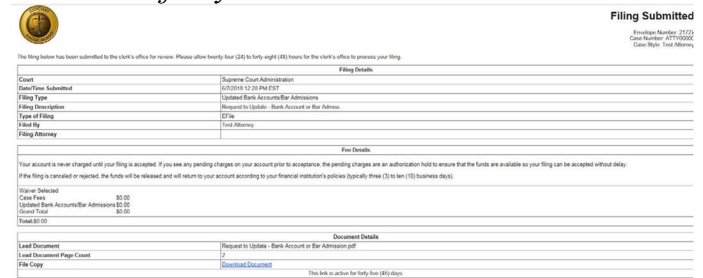 Filing Submitted
Envelope Number: 2172
Case Number: ATTY0000
Case Style: Test Attorney
The filing below has been submitted to the clerk's office for review. Please allow twenty-four (24) to forty-eight (48) hours for the clerk's office to process your filing.
Filing Details
Court Supreme Court Administration
Date/Time Submitted 6/7/2018 12:28 PM EST
Filing Type Updated Bank Accounts/Bar Admissions
Filing Description Request to Update - Bank Account or Bar Admiss
Type of Filing EFile
Filed By Test Attorney
Filing Attorney
Fee Details
Your account is never charged until your filing is accepted. If you see any pending charges on your account prior to acceptance, the pending charges are an authorization hold to ensure that the funds are available so your filing can be accepted without delay.
If the filing is canceled or rejected, the funds will be released and will return to your account according to your financial institution's policies (typically three (3) to ten (10) business days).
Waiver Selected
Case Fees $0.00
Updated Bank Accounts/Bar Admissions $0.00
Grand Total $0.00
Total:$0.00
Document Details
Lead Document Request to Update - Bank Account or Bar Admission.pdf
Lead Document Page Count 2
File Copy Download Document
This link is active for forty-five (45) days.